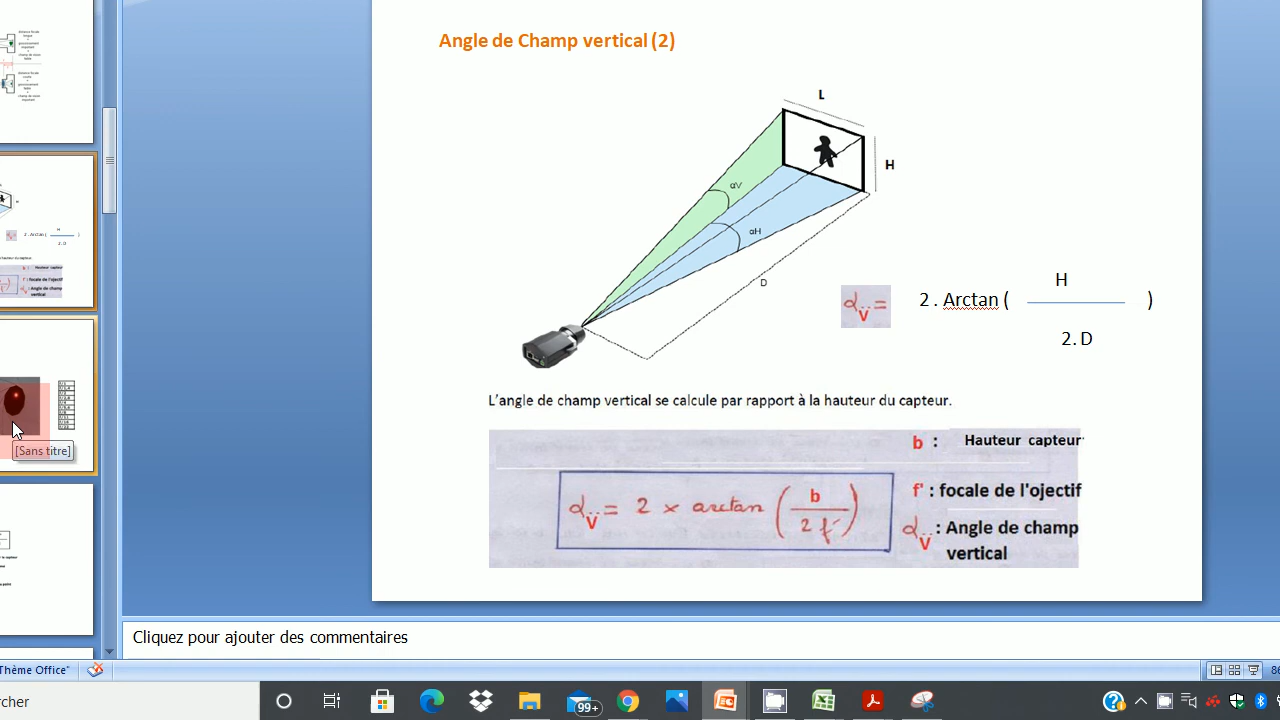 Angle de Champ vertical (2)
L
H
αV
αH
D
αV = 2 . Arctan ( H
)
2. D
L'angle de champ vertical se calcule par rapport à la hauteur du capteur.
b : Hauteur capteur
αV = 2 x arctan ( b / 2 f' )
f' : focale de l'ojectif
αV : Angle de champ
vertical
[Sans titre]
Cliquez pour ajouter des commentaires
Thème Office"
86
rcher
99+